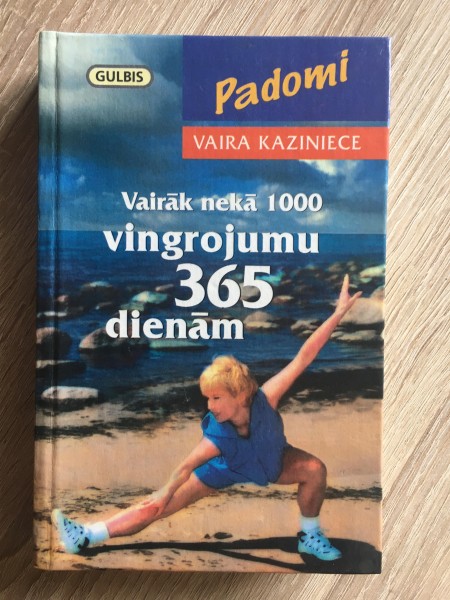 GULBIS
Padomi
VAIRA KAZINIECE
Vairāk nekā 1000
vingrojumu
365
dienām